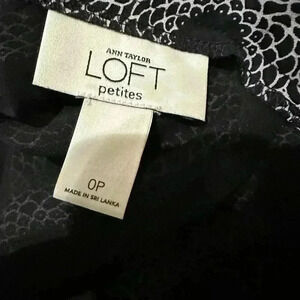 ANN TAYLOR
LOFT
petites
0P
MADE IN SRI LANKA